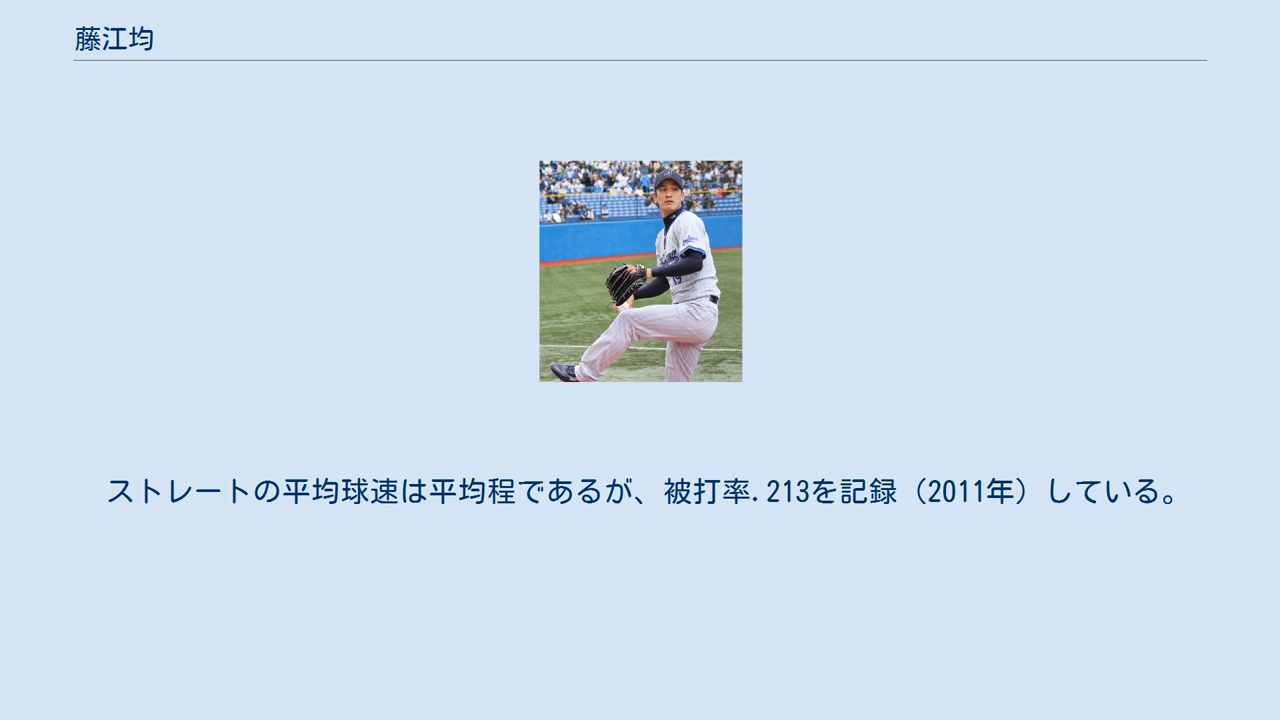 藤江均
ストレートの平均球速は平均程であるが、被打率.213を記録（2011年）している。